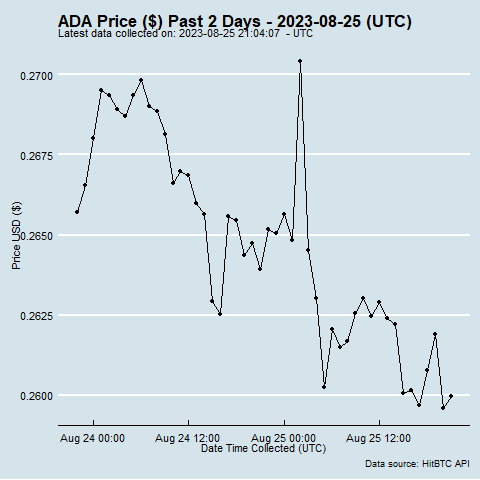 ADA Price ($) Past 2 Days - 2023-08-25 (UTC)
Latest data collected on: 2023-08-25 21:04:07 - UTC
0.2700
0.2675
0.2650
0.2625
0.2600
Price USD ($)
Aug 24 00:00 Aug 24 12:00 Aug 25 00:00 Aug 25 12:00
Date Time Collected (UTC)
Data source: HitBTC API